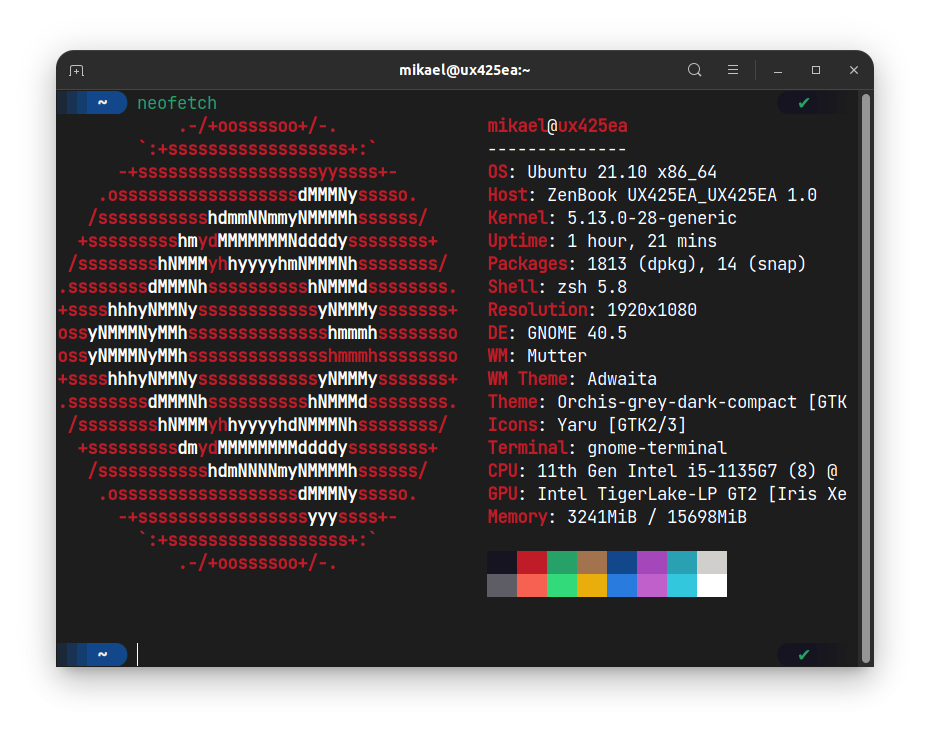 mikael@ux425ea:~
~ neofetch ✔
.-/+oossssoo+/-.
`:+ssssssssssssssssss+:`
-+ssssssssssssssssssyyssss+-
.ossssssssssssssssssdMMMNysssso.
/ssssssssssshdmmNNmmyNMMMMhssssss/
+ssssssssshmydMMMMMMMNddddyssssssss+
/sssssssshNMMMyhhyyyyhmNMMMNhssssssss/
.ssssssssdMMMNhsssssssssshNMMMdssssssss.
+sssshhhyNMMNyssssssssssssyNMMMysssssss+
ossyNMMMNyMMhsssssssssssssshmmmhssssssso
ossyNMMMNyMMhsssssssssssssshmmmhssssssso
+sssshhhyNMMNyssssssssssssyNMMMysssssss+
.ssssssssdMMMNhsssssssssshNMMMdssssssss.
/sssssssshNMMMyhhyyyyhdNMMMNhssssssss/
+sssssssssdmydMMMMMMMMddddyssssssss+
/ssssssssssshdmNNNNmyNMMMMhssssss/
.ossssssssssssssssssdMMMNysssso.
-+sssssssssssssssssyyyssss+-
`:+ssssssssssssssssss+:`
.-/+oossssoo+/-.
mikael@ux425ea
--------------
OS: Ubuntu 21.10 x86_64
Host: ZenBook UX425EA_UX425EA 1.0
Kernel: 5.13.0-28-generic
Uptime: 1 hour, 21 mins
Packages: 1813 (dpkg), 14 (snap)
Shell: zsh 5.8
Resolution: 1920x1080
DE: GNOME 40.5
WM: Mutter
WM Theme: Adwaita
Theme: Orchis-grey-dark-compact [GTK
Icons: Yaru [GTK2/3]
Terminal: gnome-terminal
CPU: 11th Gen Intel i5-1135G7 (8) @
GPU: Intel TigerLake-LP GT2 [Iris Xe
Memory: 3241MiB / 15698MiB
~ ✔